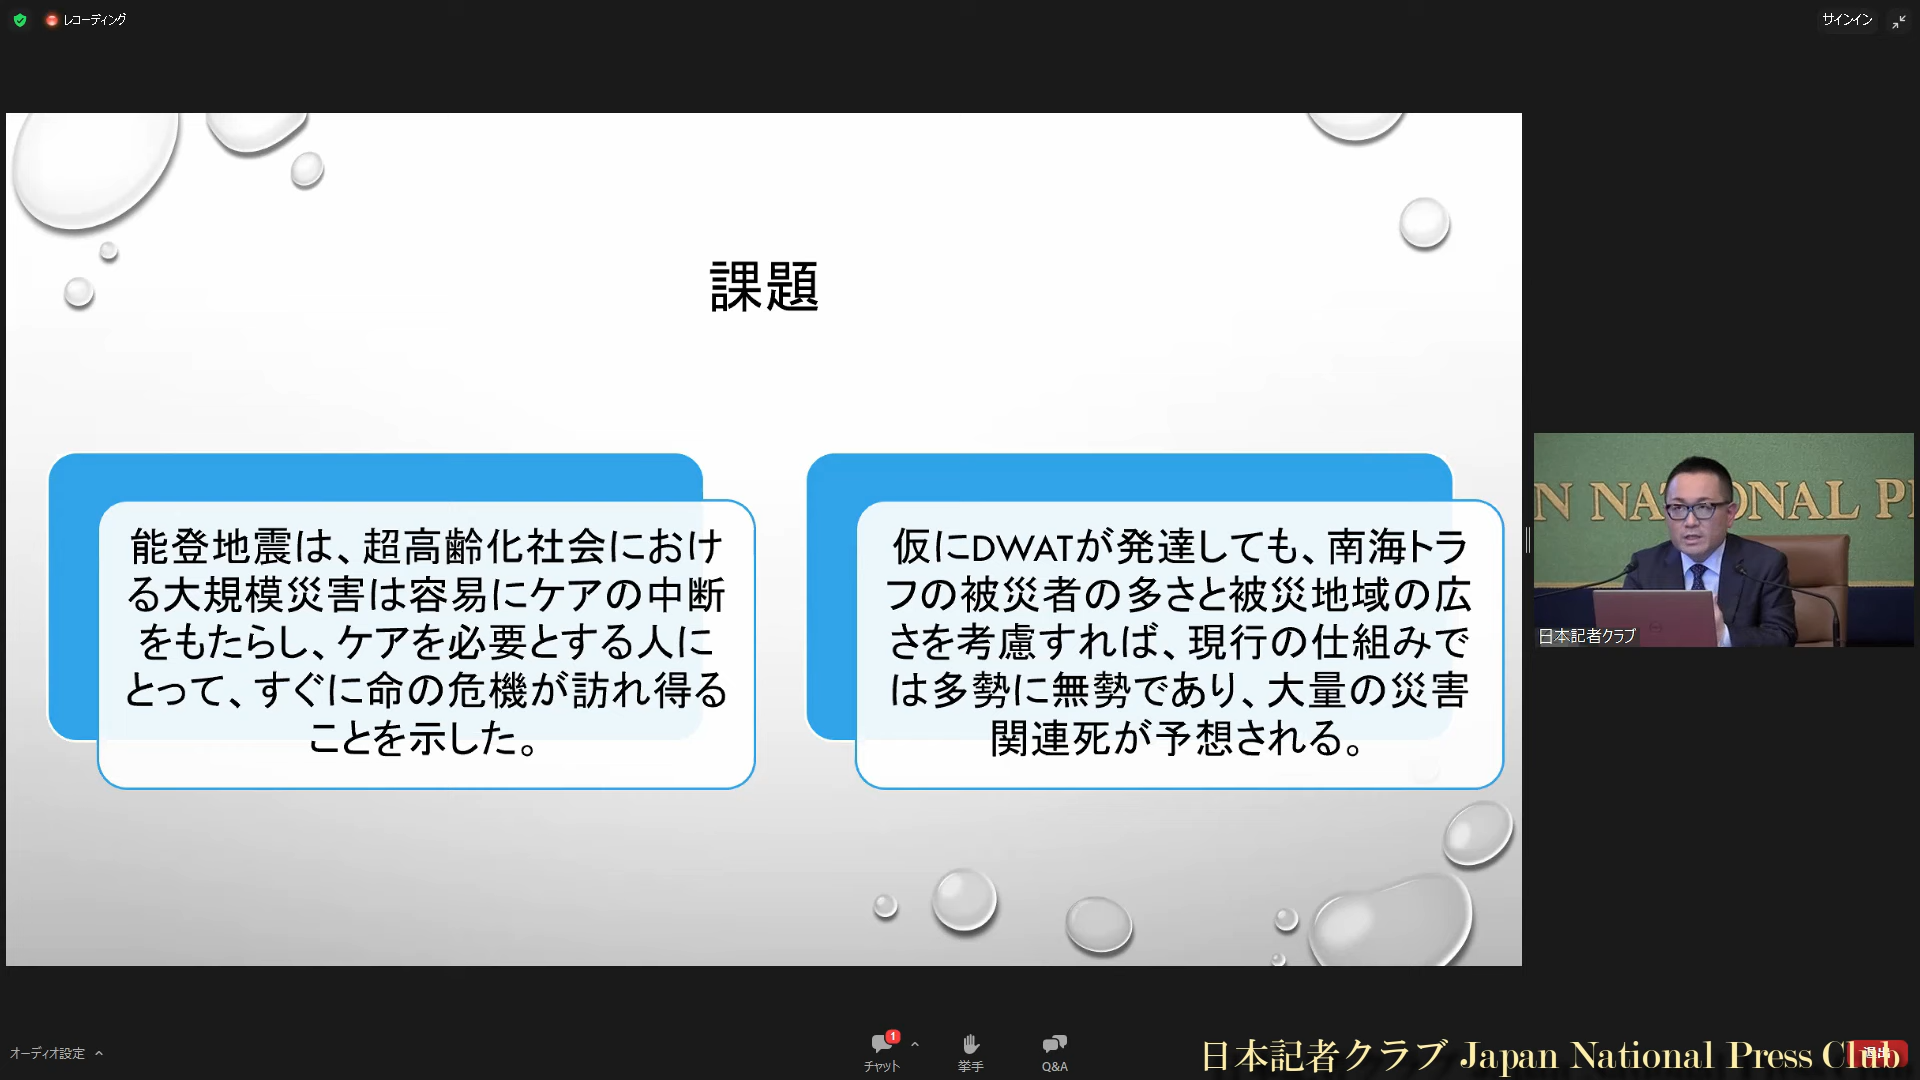 レコーディング
サインイン
課題
能登地震は、超高齢化社会におけ
る大規模災害は容易にケアの中断
をもたらし、ケアを必要とする人に
とって、すぐに命の危機が訪れ得る
ことを示した。
仮にDWATが発達しても、南海トラ
フの被災者の多さと被災地域の広
さを考慮すれば、現行の仕組みで
は多勢に無勢であり、大量の災害
関連死が予想される。
N NATIONAL P
日本記者クラブ
オーディオ設定
1
チャット
挙手
Q&A
日本記者クラブ Japan National Press Club
退出